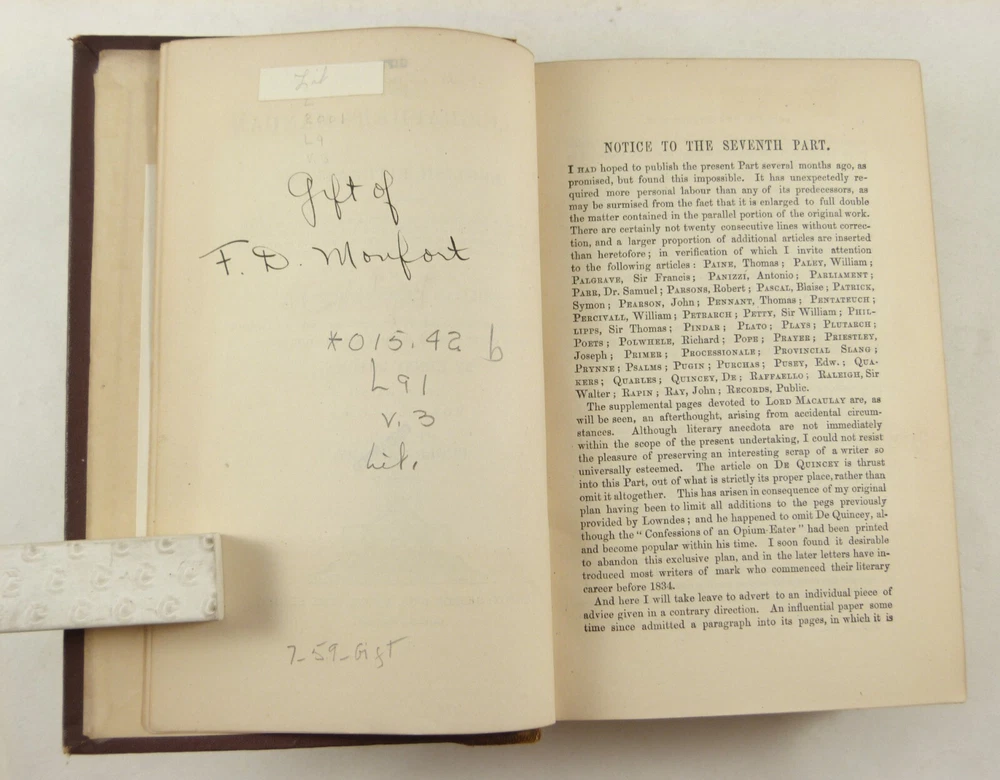 Lit
Gift of
F. D. Monfort
*015.42 b
L91
v. 3
Lit.
7-59-Gift
NOTICE TO THE SEVENTH PART.
I HAD hoped to publish the present Part several months ago, as
promised, but found this impossible. It has unexpectedly re-
quired more personal labour than any of its predecessors, as
may be surmised from the fact that it is enlarged to full double
the matter contained in the parallel portion of the original work.
There are certainly not twenty consecutive lines without correc-
tion, and a larger proportion of additional articles are inserted
than heretofore; in verification of which I invite attention
to the following articles: PAINE, Thomas; PALEY, William;
PALGRAVE, Sir Francis; PANIZZI, Antonio; PARLIAMENT;
PARR, Dr. Samuel; PARSONS, Robert; PASCAL, Blaise; PATRICK,
Symon; PEARSON, John; PENNANT, Thomas; PENTATEUCH;
PERCIVALL, William; PETRARCH; PETTY, Sir William; PHIL-
LIPPS, Sir Thomas; PINDAR; PLATO; PLAYS; PLUTARCH;
POETS; POLWHELE, Richard; POPE; PRAYER; PRIESTLEY,
Joseph; PRIMER; PROCESSIONALE; PROVINCIAL SLANG;
PRYNNE; PSALMS; PUGIN; PURCHAS; PUSEY, Edw.; QUA-
KERS; QUARLES; QUINCEY, DE; RAFFAELLO; RALEIGH, Sir
Walter; RAPIN; RAY, John; RECORDS, Public.
The supplemental pages devoted to LORD MACAULAY are, as
will be seen, an afterthought, arising from accidental circum-
stances. Although literary anecdota are not immediately
within the scope of the present undertaking, I could not resist
the pleasure of preserving an interesting scrap of a writer so
universally esteemed. The article on DE QUINCEY is thrust
into this Part, out of what is strictly its proper place, rather than
omit it altogether. This has arisen in consequence of my original
plan having been to limit all additions to the pegs previously
provided by Lowndes; and he happened to omit De Quincey, al-
though the "Confessions of an Opium-Eater" had been printed
and become popular within his time. I soon found it desirable
to abandon this exclusive plan, and in the later letters have in-
troduced most writers of mark who commenced their literary
career before 1834.
And here I will take leave to advert to an individual piece of
advice given in a contrary direction. An influential paper some
time since admitted a paragraph into its pages, in which it is